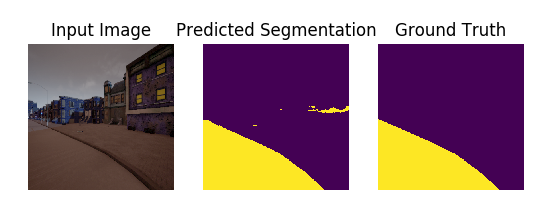 Input Image
Predicted Segmentation
Ground Truth